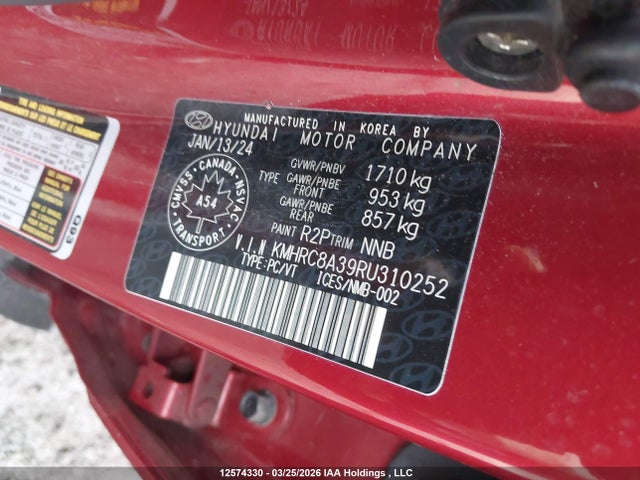 MANUFACTURED IN KOREA BY
HYUNDAI MOTOR COMPANY
JAN/13/24
GVWR/PNBV 1710 kg
TYPE GAWR/PNBE FRONT 953 kg
GAWR/PNBE REAR 857 kg
PAINT R2P TRIM NNB
V.I.N KMHRC8A39RU310252
TYPE:PC/VT ICES/NMB-002
CANADA
CMVSS NSVAC
A54
TRANSPORT
12574330 - 03/25/2026 IAA Holdings , LLC